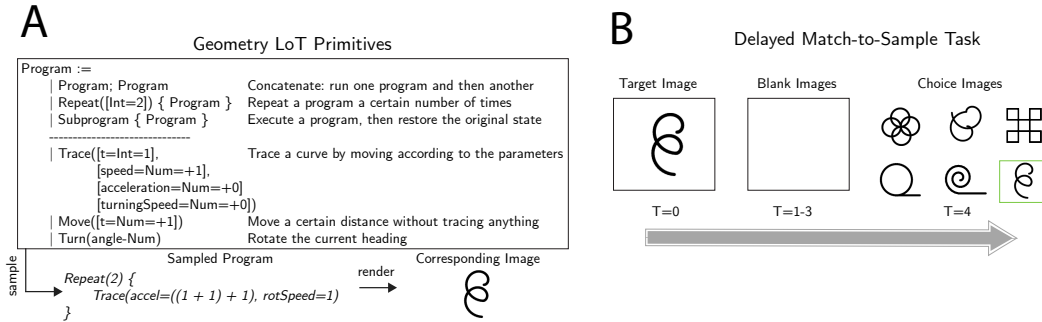 A
Geometry LoT Primitives
Program :=
| Program; Program Concatenate: run one program and then another
| Repeat([Int=2]) { Program } Repeat a program a certain number of times
| Subprogram { Program } Execute a program, then restore the original state
------------------------------
| Trace([t=Int=1], Trace a curve by moving according to the parameters
[speed=Num=+1],
[acceleration=Num=+0]
[turningSpeed=Num=+0])
| Move([t=Num=+1]) Move a certain distance without tracing anything
| Turn(angle-Num) Rotate the current heading
sample
Sampled Program
Repeat(2) {
Trace(accel=((1 + 1) + 1), rotSpeed=1)
}
render
Corresponding Image
B
Delayed Match-to-Sample Task
Target Image Blank Images Choice Images
T=0 T=1-3 T=4